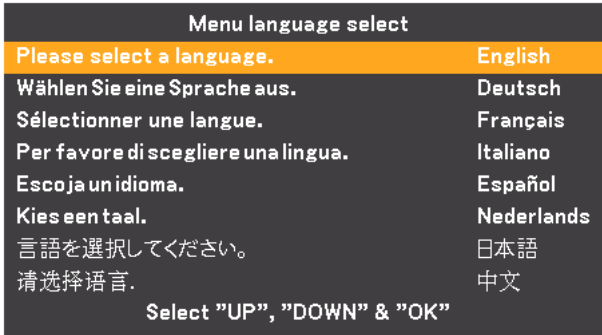 Menu language select
Please select a language. English
Wählen Sie eine Sprache aus. Deutsch
Sélectionner une langue. Français
Per favore di scegliere una lingua. Italiano
Escoja un idioma. Español
Kies een taal. Nederlands
言語を選択してください。 日本語
请选择语言. 中文
Select ”UP”, ”DOWN” & ”OK”